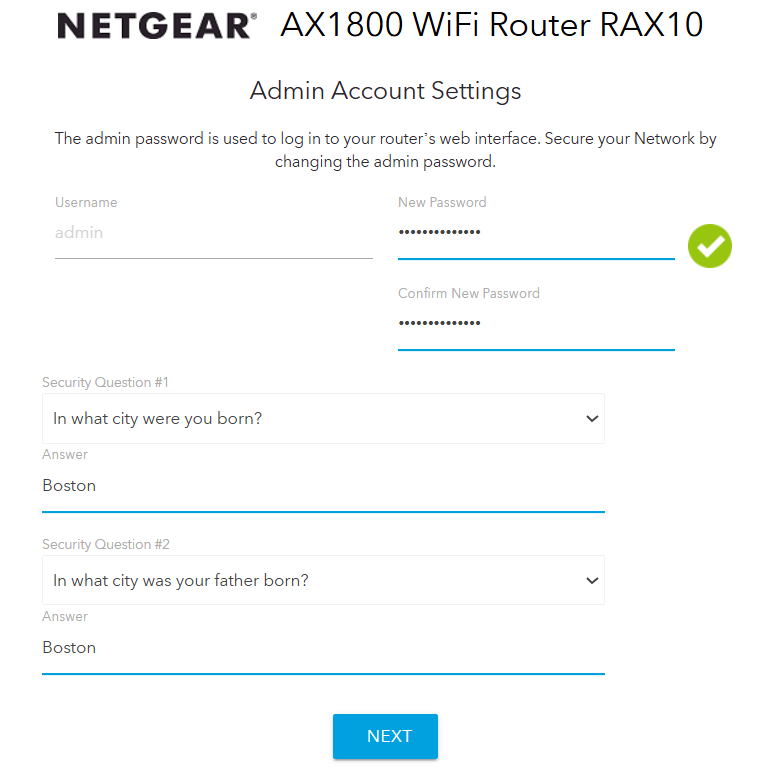 NETGEAR® AX1800 WiFi Router RAX10
Admin Account Settings
The admin password is used to log in to your router's web interface. Secure your Network by
changing the admin password.
Username
admin
New Password
••••••••••••••
Confirm New Password
••••••••••••••
Security Question #1
In what city were you born?
Answer
Boston
Security Question #2
In what city was your father born?
Answer
Boston
NEXT